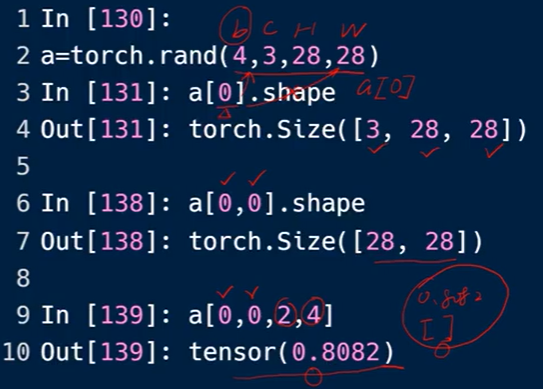 b C H W
1 In [130]:
2 a=torch.rand(4,3,28,28)
3 In [131]: a[0].shape a[0]
4 Out[131]: torch.Size([3, 28, 28])
5
6 In [138]: a[0,0].shape
7 Out[138]: torch.Size([28, 28])
8
9 In [139]: a[0,0,2,4]
[ ]
10 Out[139]: tensor(0.8082)